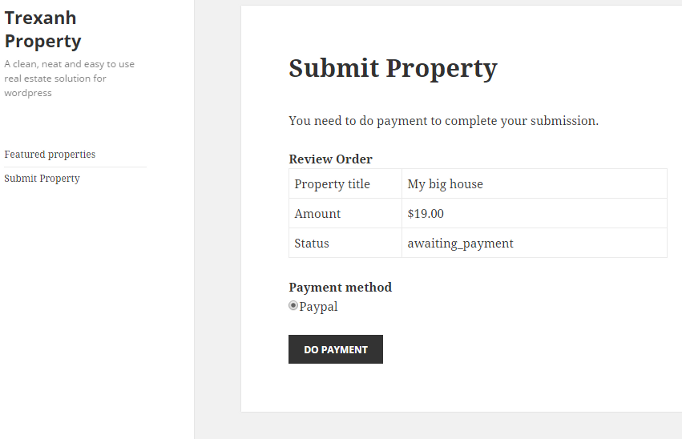 Trexanh
Property
A clean, neat and easy to use
real estate solution for
wordpress
Featured properties
Submit Property
Submit Property
You need to do payment to complete your submission.
Review Order
Property title My big house
Amount $19.00
Status awaiting_payment
Payment method
Paypal
DO PAYMENT